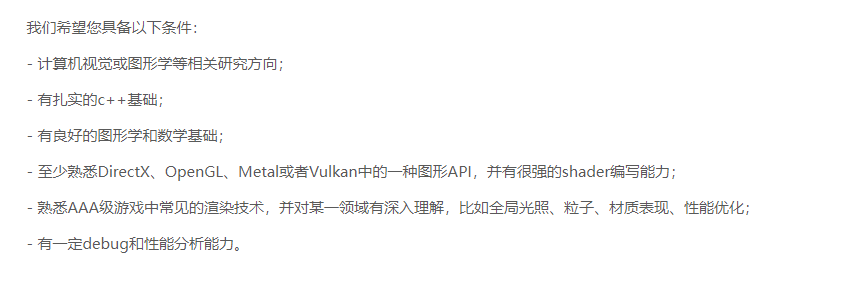 我们希望您具备以下条件：
- 计算机视觉或图形学等相关研究方向；
- 有扎实的c++基础；
- 有良好的图形学和数学基础；
- 至少熟悉DirectX、OpenGL、Metal或者Vulkan中的一种图形API，并有很强的shader编写能力；
- 熟悉AAA级游戏中常见的渲染技术，并对某一领域有深入理解，比如全局光照、粒子、材质表现、性能优化；
- 有一定debug和性能分析能力。